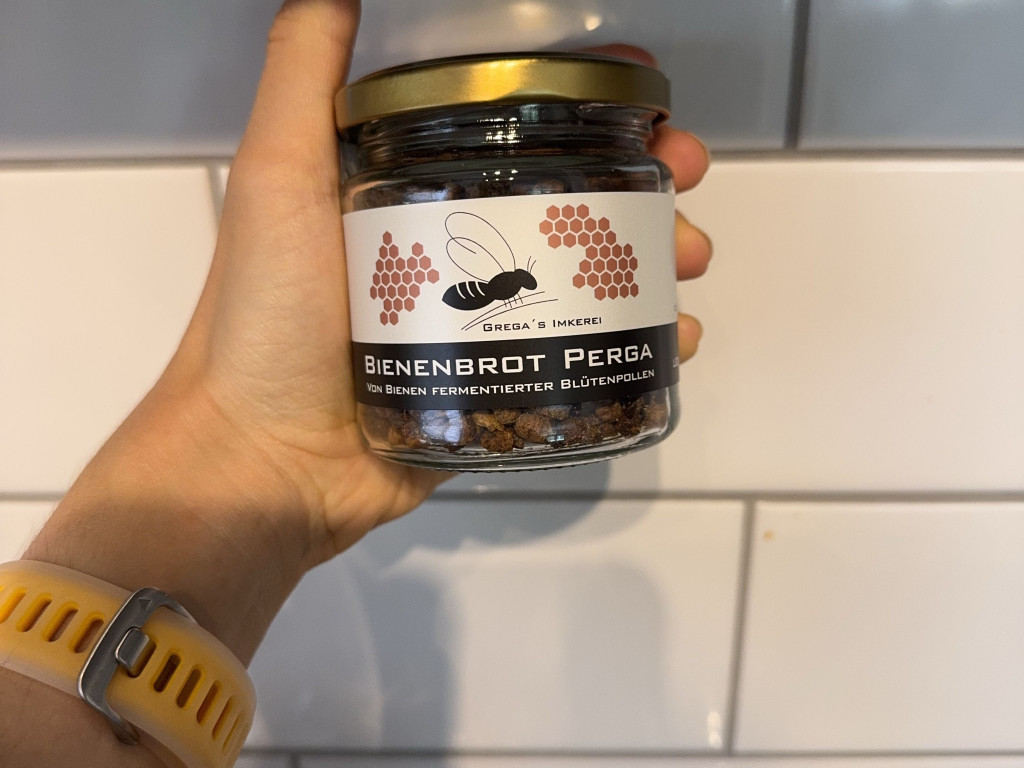 Grega´s Imkerei
Bienenbrot Perga
Von Bienen fermentierter Blütenpollen